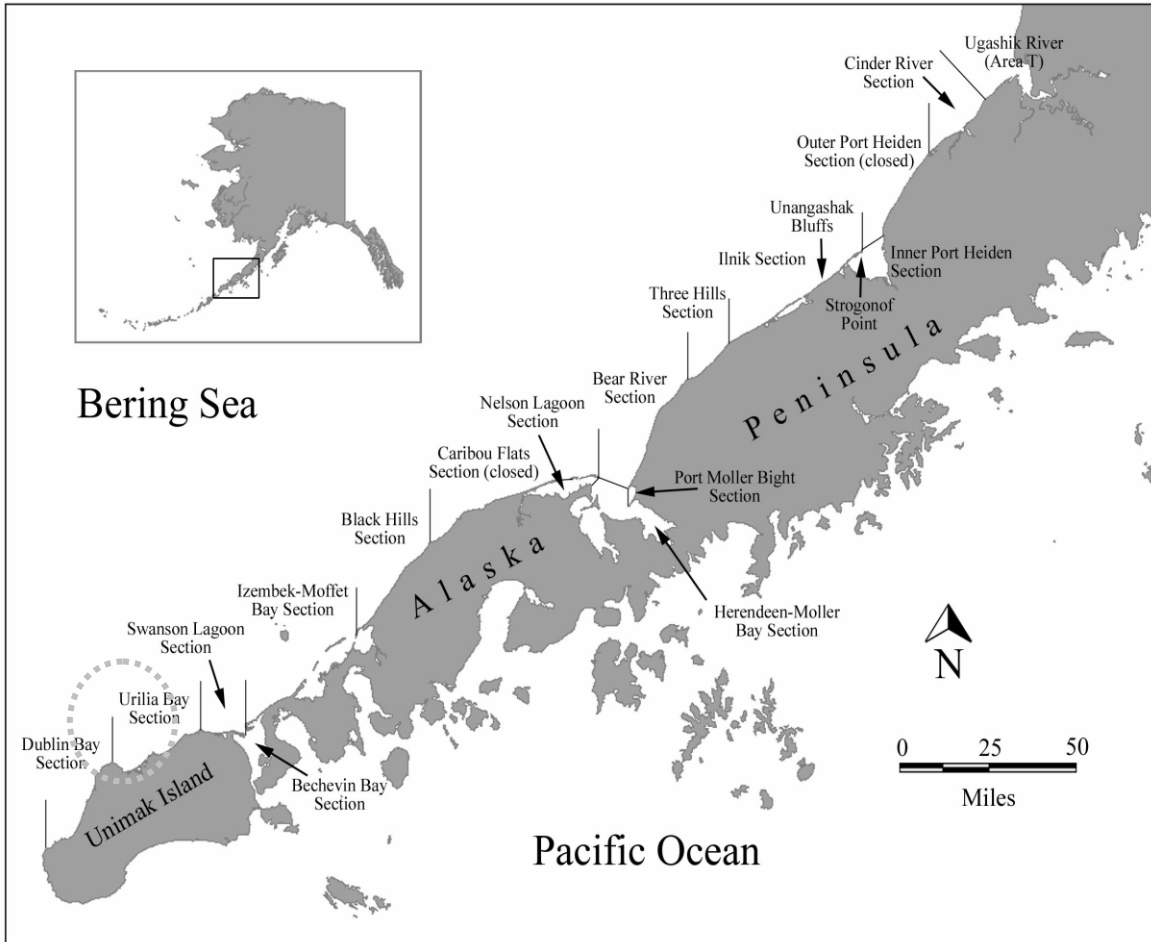 Ugashik River
(Area T)
Cinder River
Section
Outer Port Heiden
Section (closed)
Unangashak
Bluffs
Ilnik Section
Inner Port Heiden
Section
Strogonof
Point
Three Hills
Section
Peninsula
Bear River
Section
Bering Sea
Nelson Lagoon
Section
Caribou Flats
Section (closed)
Port Moller Bight
Section
Black Hills
Section
Alaska
Herendeen-Moller
Bay Section
Izembek-Moffet
Bay Section
Swanson Lagoon
Section
N
Urilia Bay
Section
Dublin Bay
Section
Bechevin Bay
Section
Unimak Island
0 25 50
Miles
Pacific Ocean